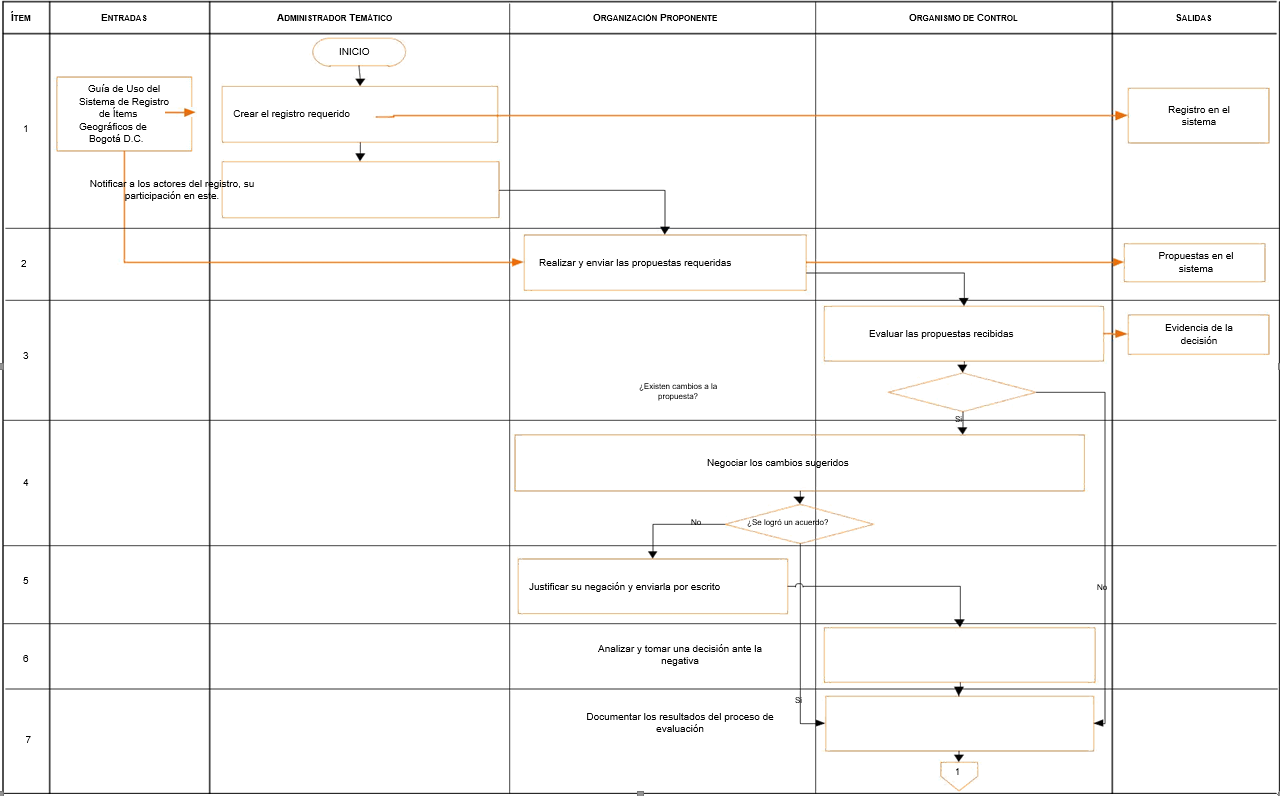 ÍTEM
ENTRADAS
ADMINISTRADOR TEMÁTICO
ORGANIZACIÓN PROPONENTE
ORGANISMO DE CONTROL
SALIDAS
INICIO
1
Guía de Uso del
Sistema de Registro
de Ítems
Geográficos de
Bogotá D.C.
Crear el registro requerido
Registro en el
sistema
Notificar a los actores del registro, su
participación en este.
2
Realizar y enviar las propuestas requeridas
Propuestas en el
sistema
3
Evaluar las propuestas recibidas
Evidencia de la
decisión
¿Existen cambios a la
propuesta?
Si
4
Negociar los cambios sugeridos
No
¿Se logró un acuerdo?
5
Justificar su negación y enviarla por escrito
No
6
Analizar y tomar una decisión ante la
negativa
Si
7
Documentar los resultados del proceso de
evaluación
1